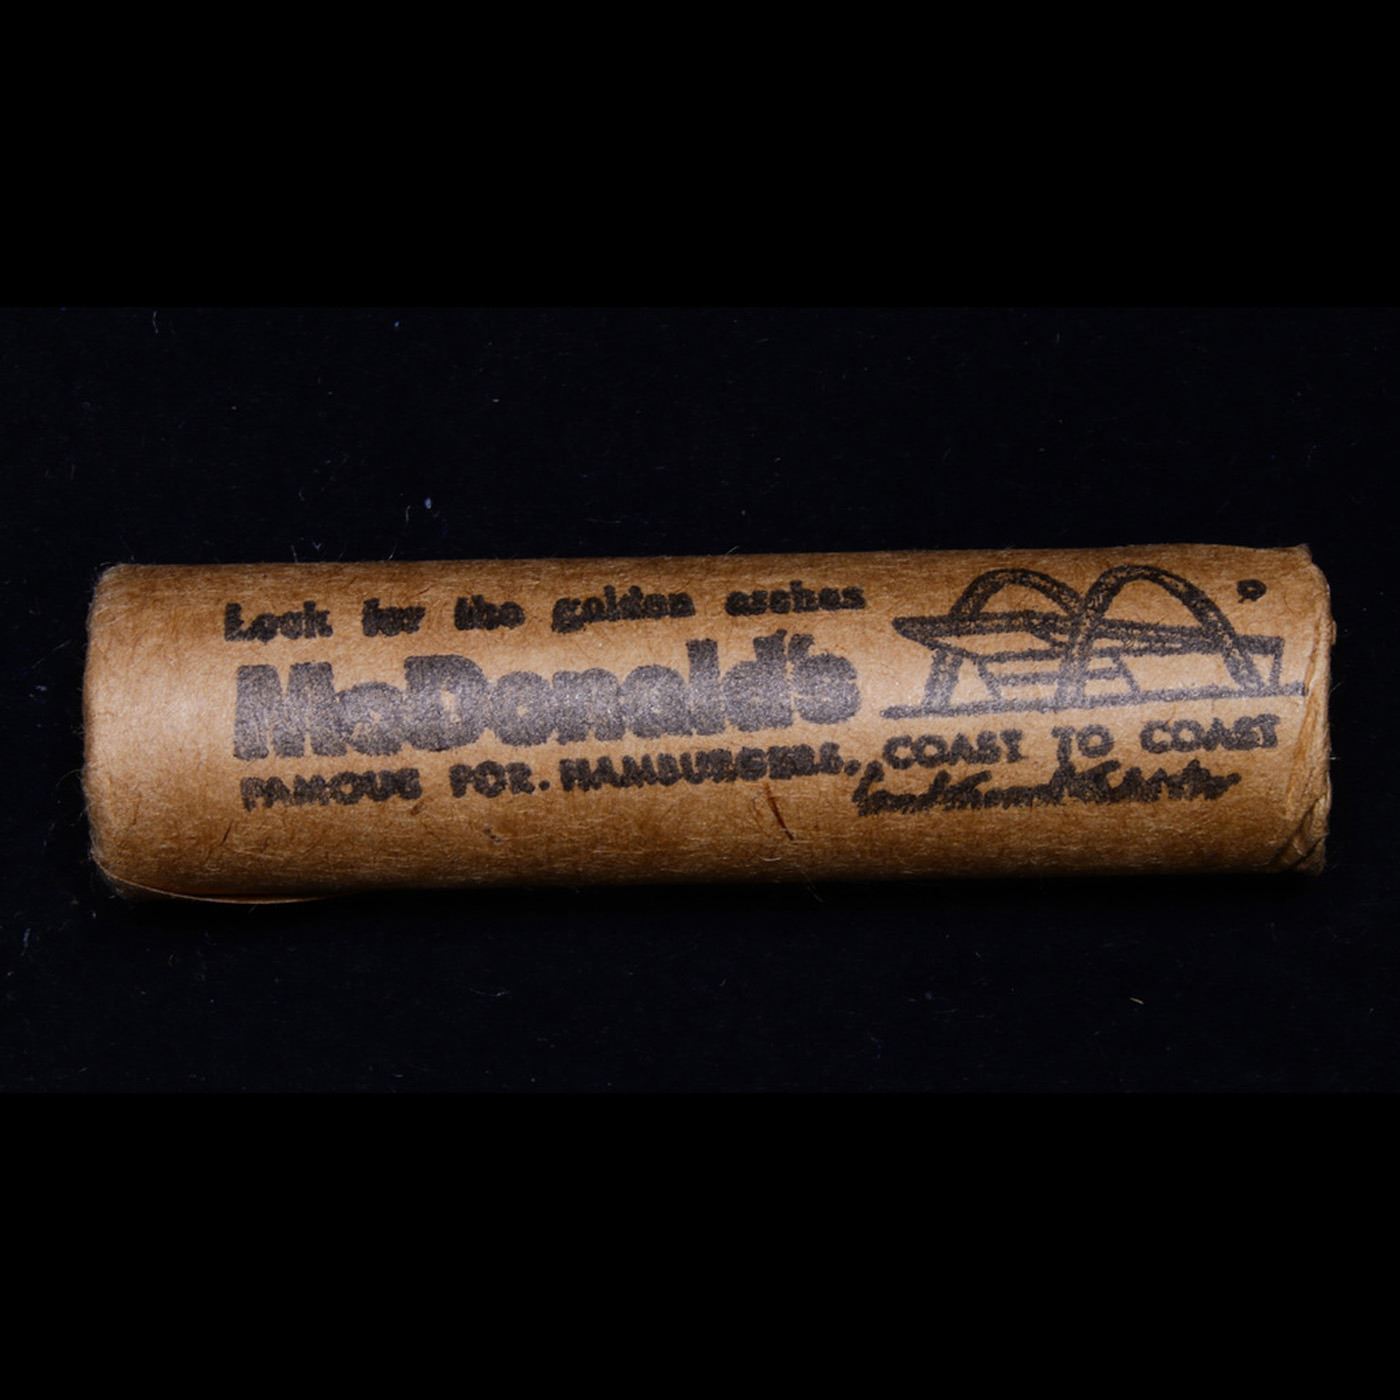 Look for the golden arches
McDonald's
FAMOUS FOR. HAMBURGERS, COAST TO COAST